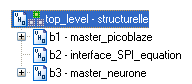 top_level - structurelle
b1 - master_picoblaze
b2 - interface_SPI_equation
b3 - master_neurone